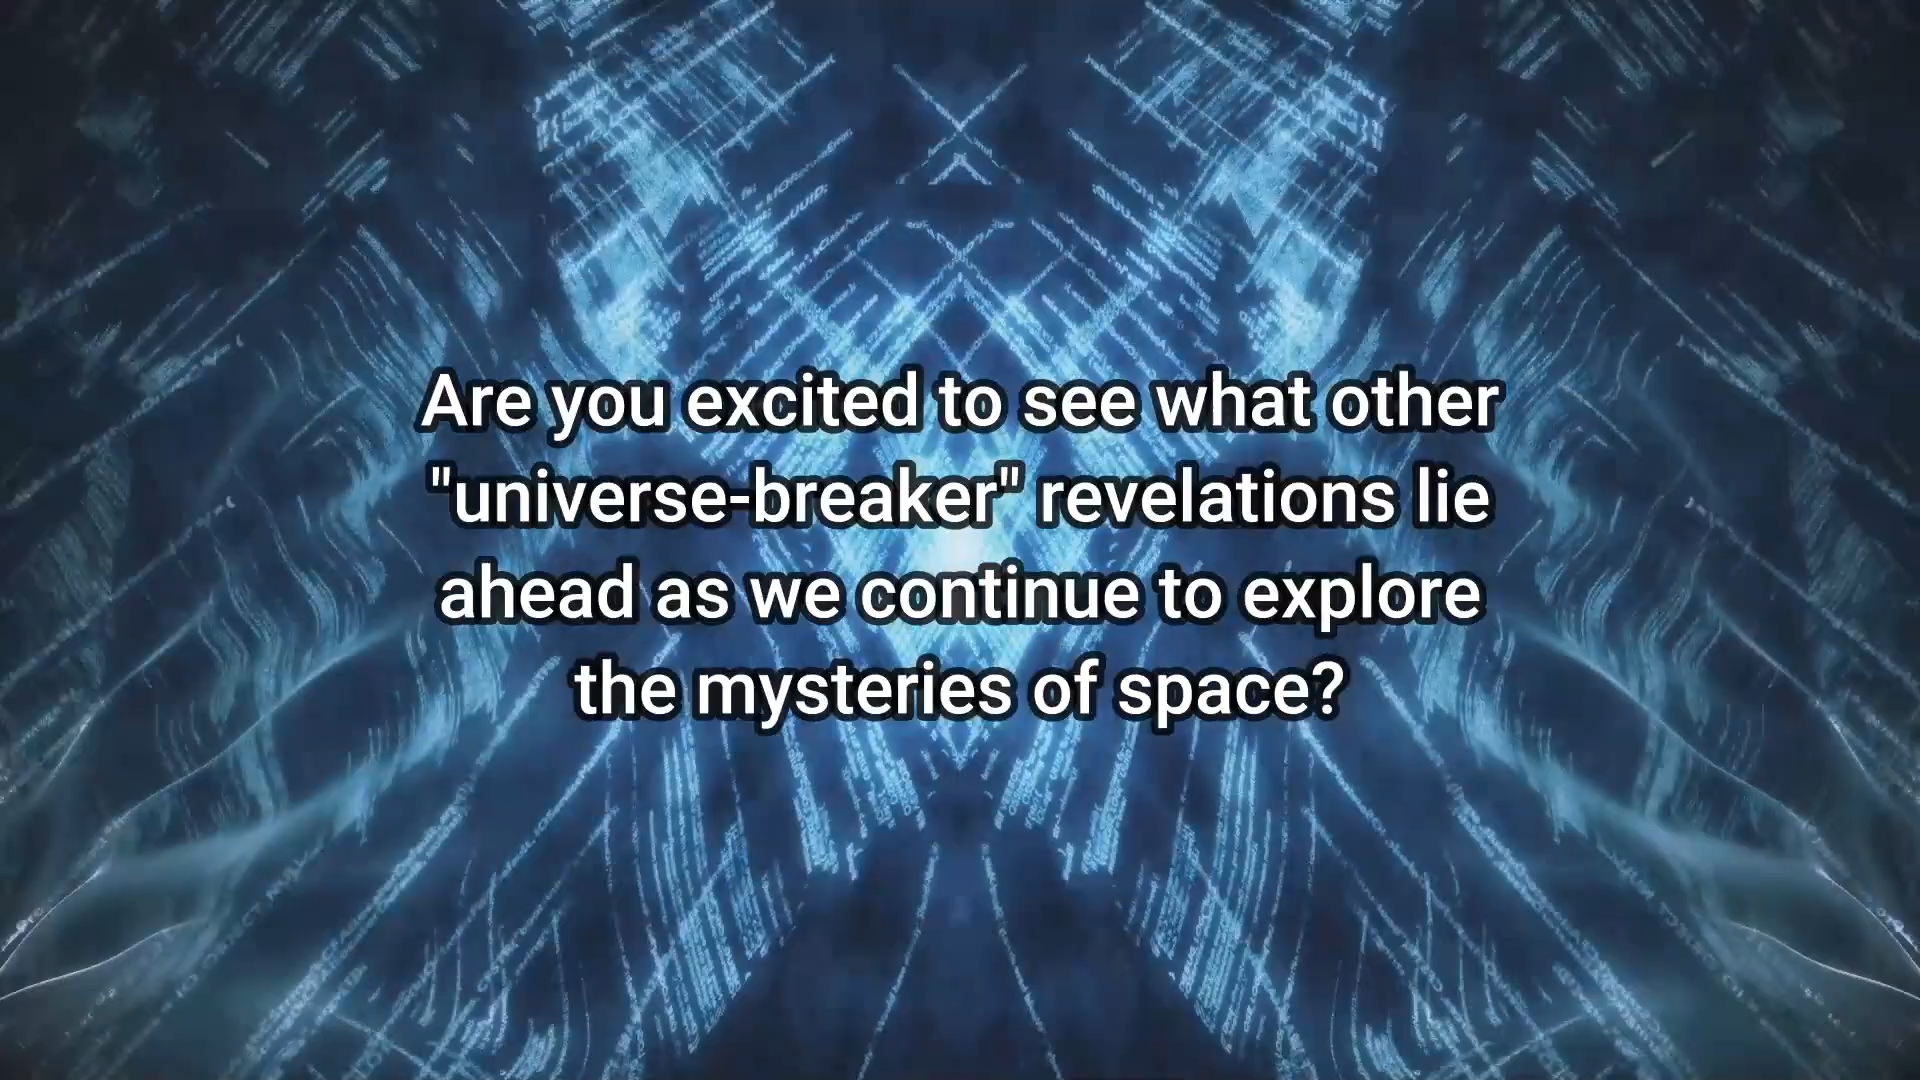 Are you excited to see what other
"universe-breaker" revelations lie
ahead as we continue to explore
the mysteries of space?